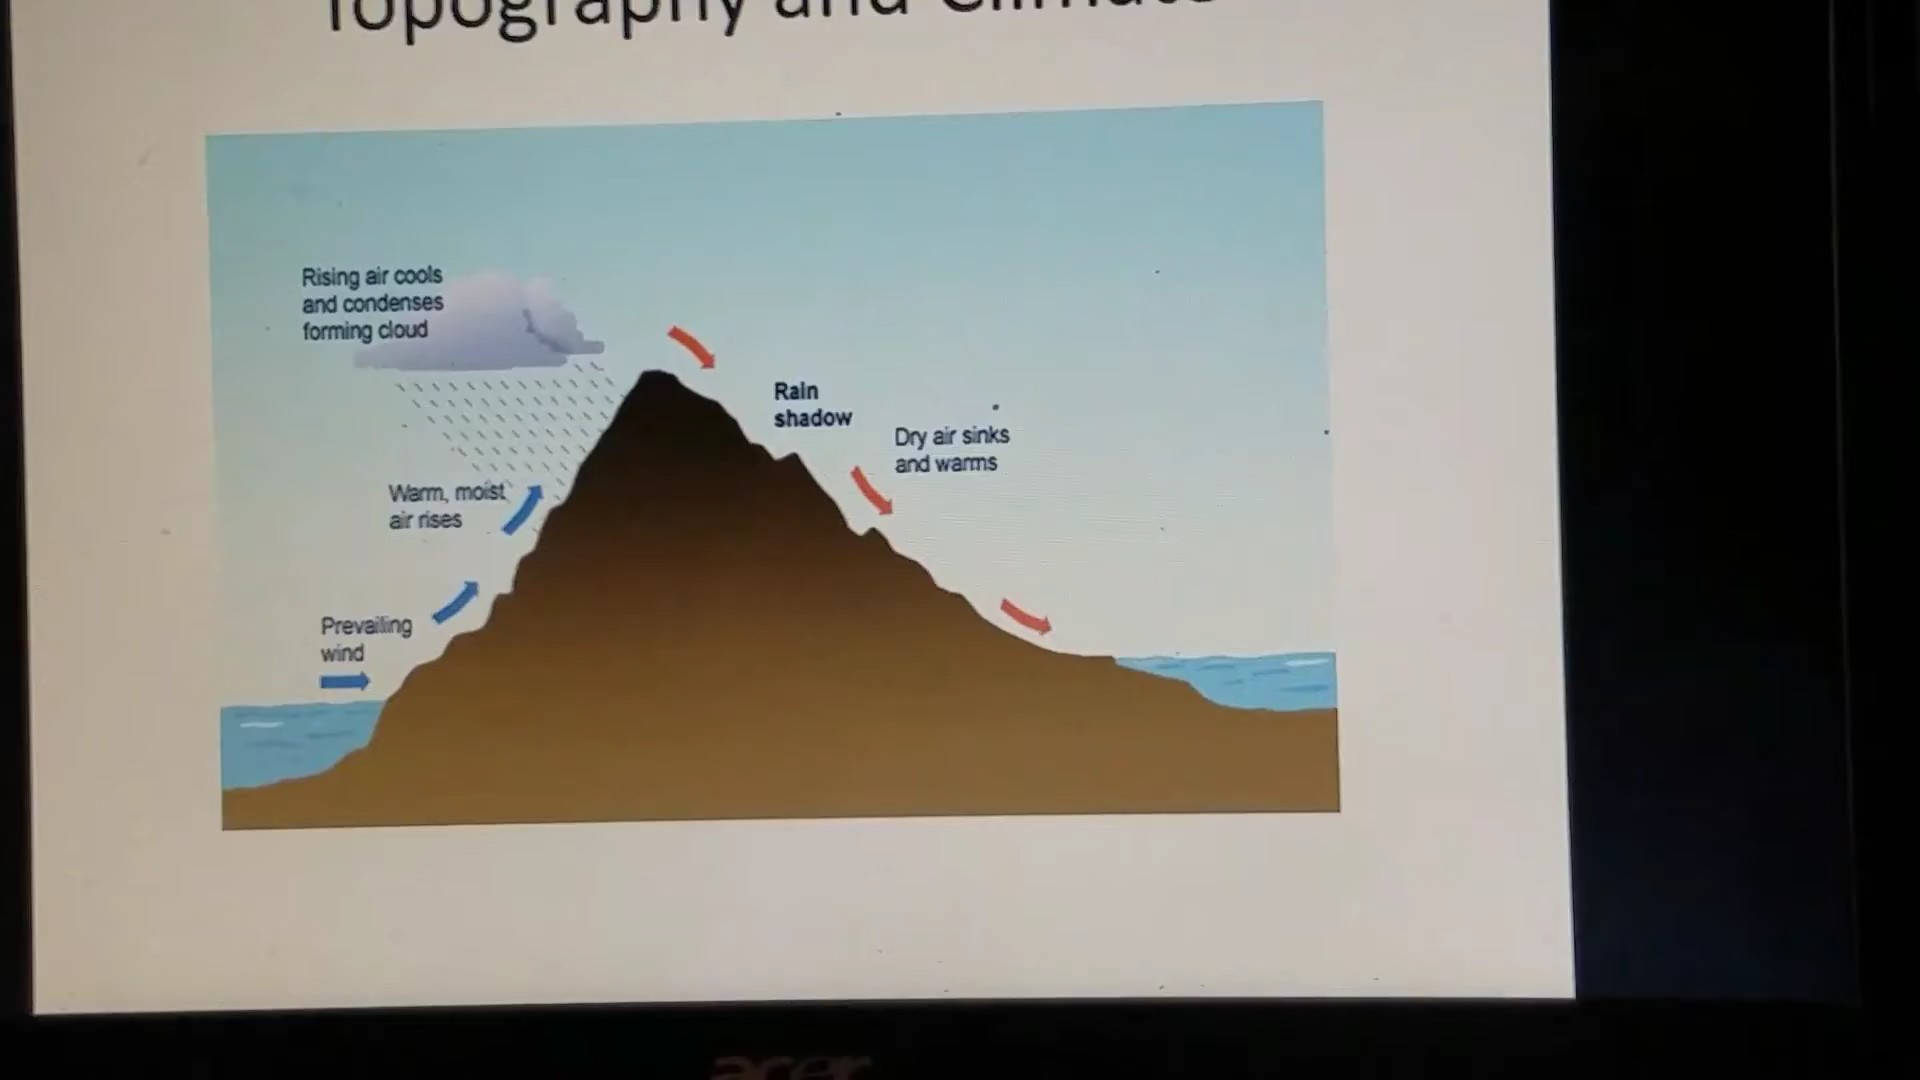 Topography and Climate
Rising air cools
and condenses
forming cloud
Rain
shadow
Dry air sinks
and warms
Warm, moist
air rises
Prevailing
wind
acer